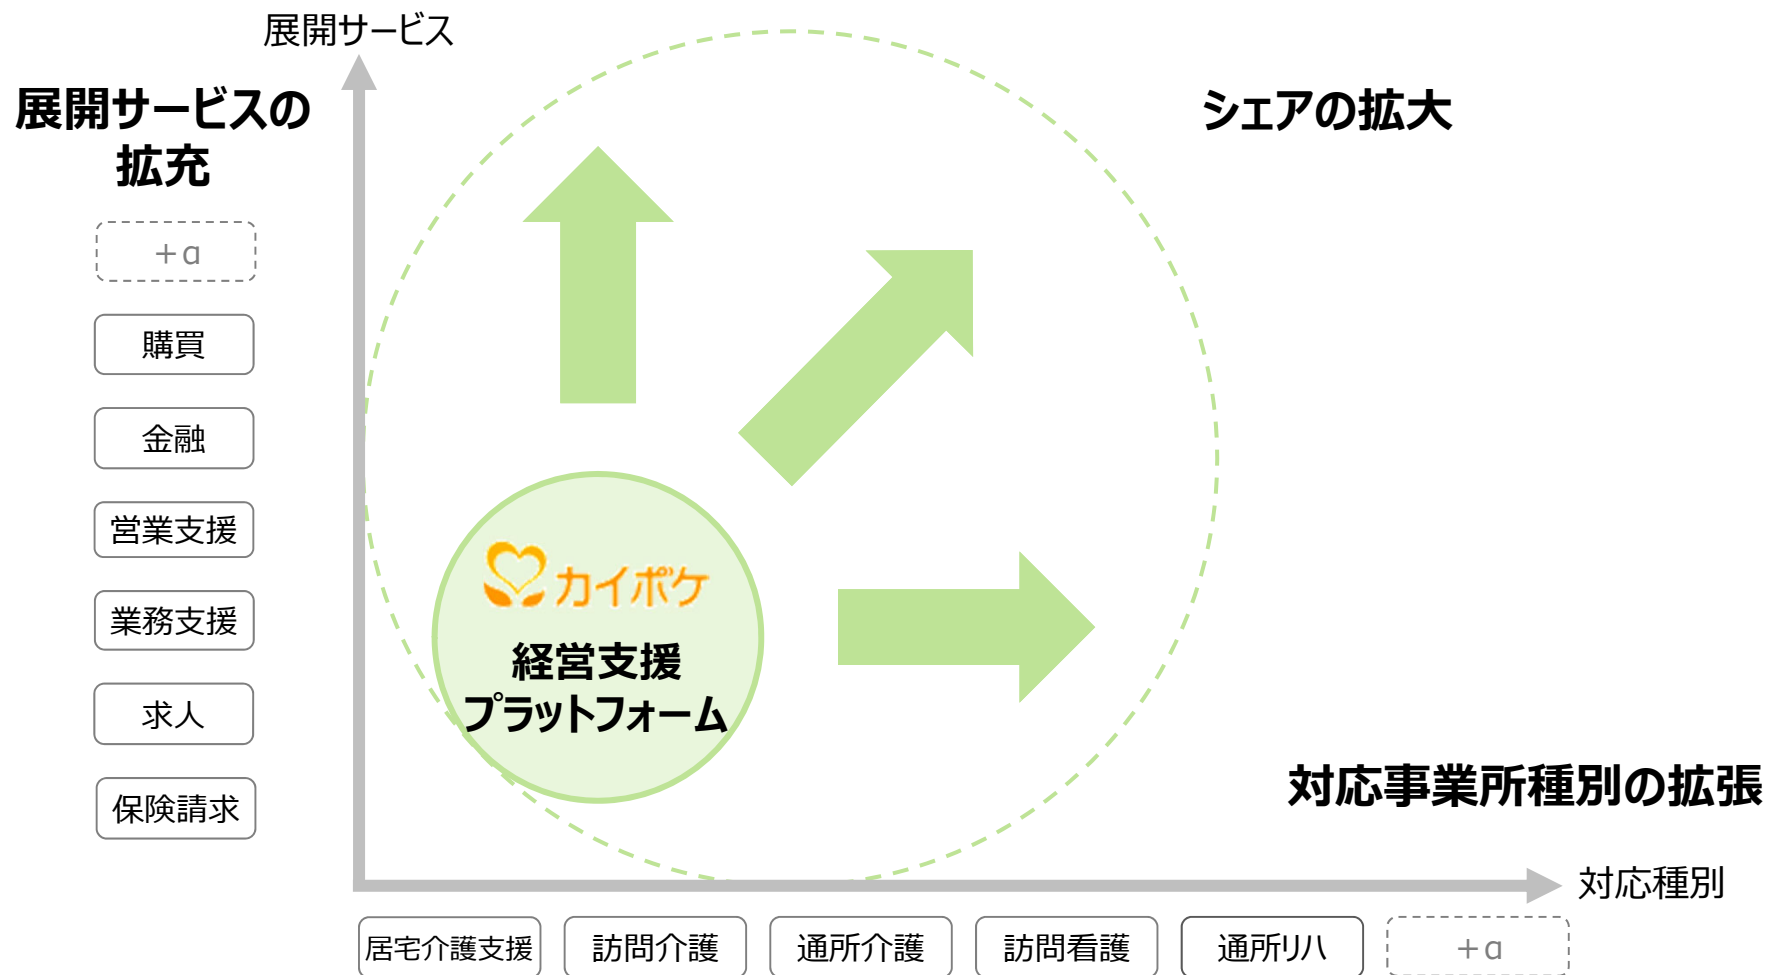 展開サービス
展開サービスの
拡充
シェアの拡大
+α
購買
金融
営業支援
業務支援
求人
保険請求
カイポケ
経営支援
プラットフォーム
対応事業所種別の拡張
対応種別
居宅介護支援
訪問介護
通所介護
訪問看護
通所リハ
+α